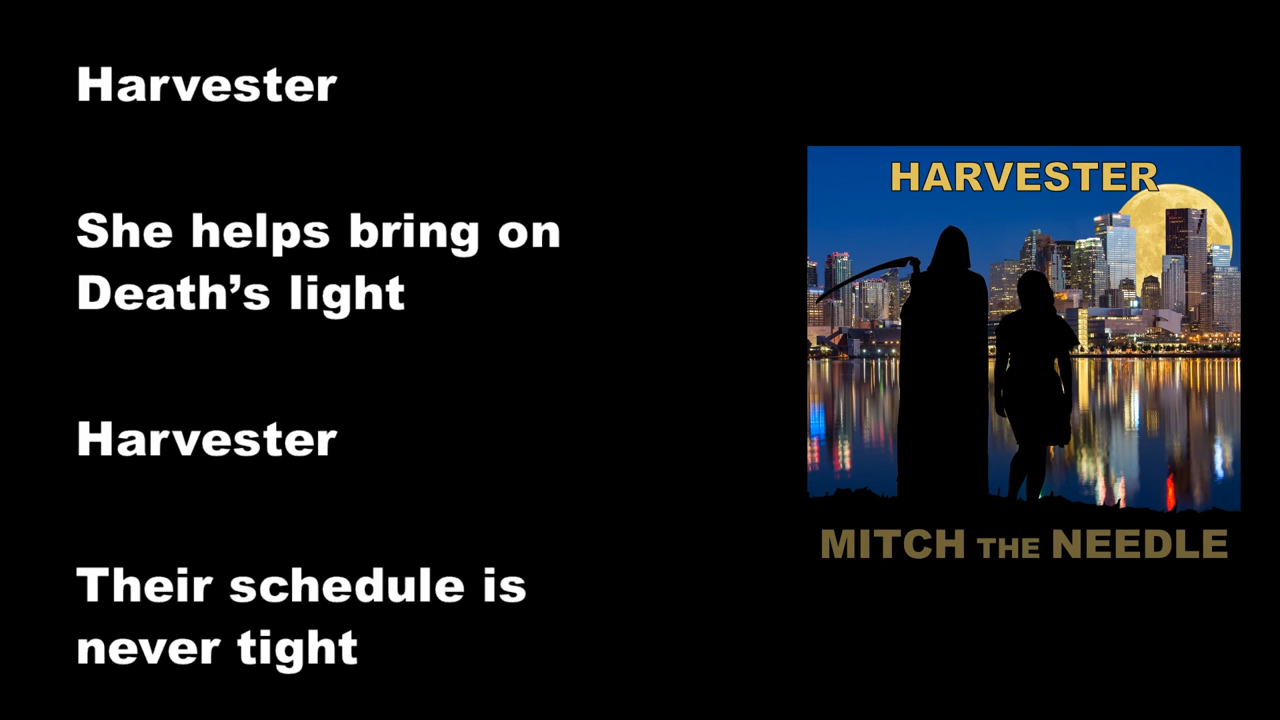 Harvester
She helps bring on
Death’s light
Harvester
Their schedule is
never tight
HARVESTER
MITCH THE NEEDLE